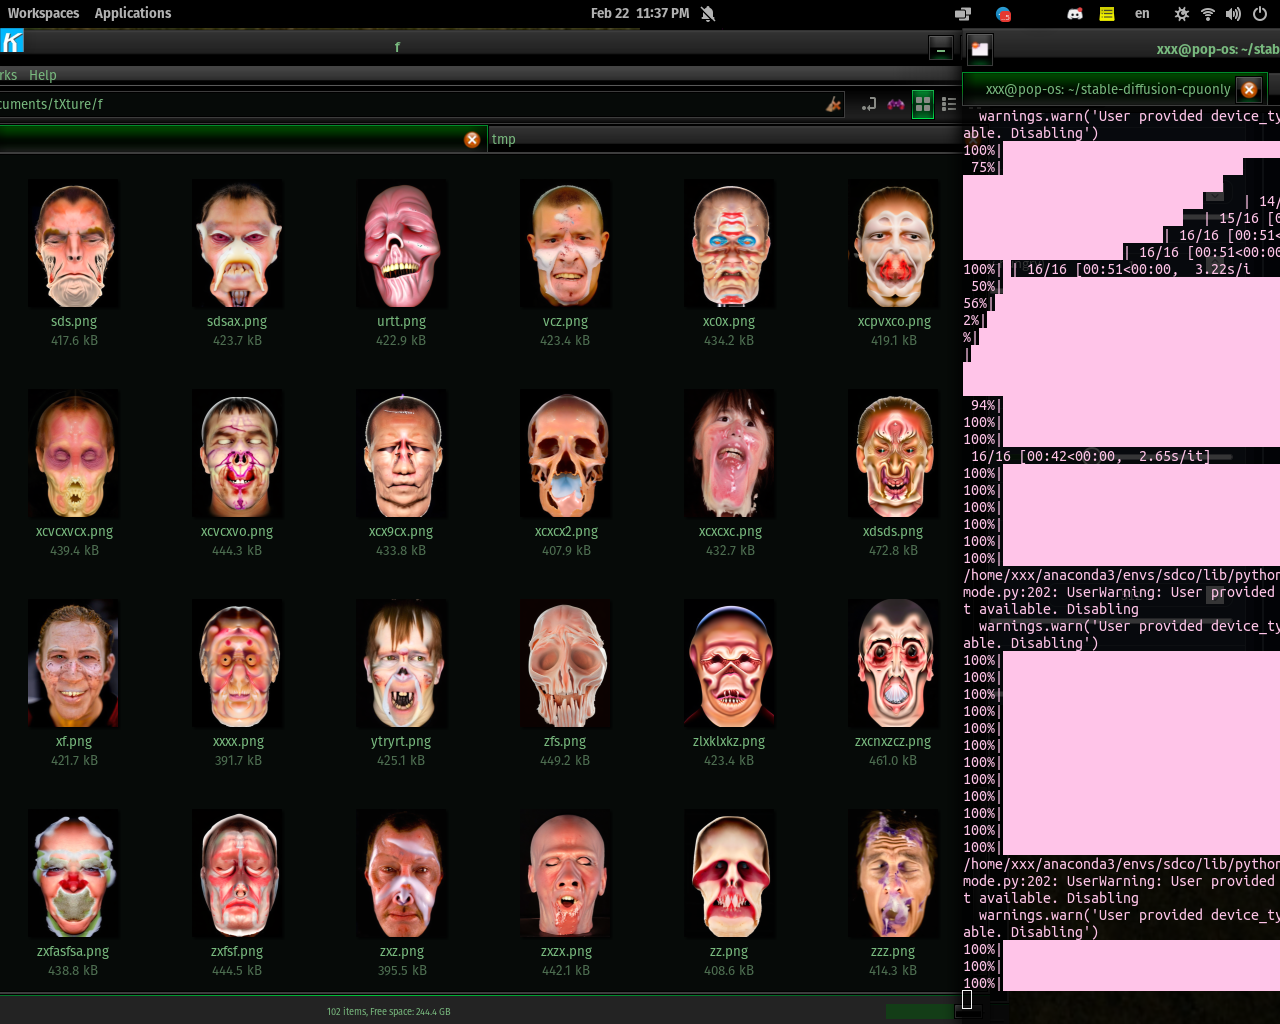 Workspaces Applications Feb 22 11:37 PM en
f
xxx@pop-os: ~/stab
rks Help
xxx@pop-os: ~/stable-diffusion-cpuonly
cuments/tXture/f
tmp
sds.png sdsax.png urtt.png vcz.png xc0x.png xcpvxco.png
417.6 kB 423.7 kB 422.9 kB 423.4 kB 434.2 kB 419.1 kB
xcvcxvcx.png xcvcxvo.png xcx9cx.png xcxcx2.png xcxcxc.png xdsds.png
439.4 kB 444.3 kB 433.8 kB 407.9 kB 432.7 kB 472.8 kB
xf.png xxxx.png ytryrt.png zfs.png zlxklxkz.png zxcnxzcz.png
421.7 kB 391.7 kB 425.1 kB 449.2 kB 423.4 kB 461.0 kB
zxfasfsa.png zxfsf.png zxz.png zxzx.png zz.png zzz.png
438.8 kB 444.5 kB 395.5 kB 442.1 kB 408.6 kB 414.3 kB
102 items, Free space: 244.4 GB
warnings.warn('User provided device_ty
able. Disabling')
100%|
75%|
| 14/
| 15/16 [0
| 16/16 [00:51<
| 16/16 [00:51<00:00
100%| | 16/16 [00:51<00:00, 3.22s/i
50%|
56%|
2%|
%|
|
94%|
100%|
100%|
16/16 [00:42<00:00, 2.65s/it]
100%|
100%|
100%|
100%|
100%|
100%|
/home/xxx/anaconda3/envs/sdco/lib/python
mode.py:202: UserWarning: User provided
t available. Disabling
warnings.warn('User provided device_ty
able. Disabling')
100%|
100%|
100%|
100%|
100%|
100%|
100%|
100%|
100%|
100%|
100%|
100%|
/home/xxx/anaconda3/envs/sdco/lib/python
mode.py:202: UserWarning: User provided
t available. Disabling
warnings.warn('User provided device_ty
able. Disabling')
100%|
100%|
100%|